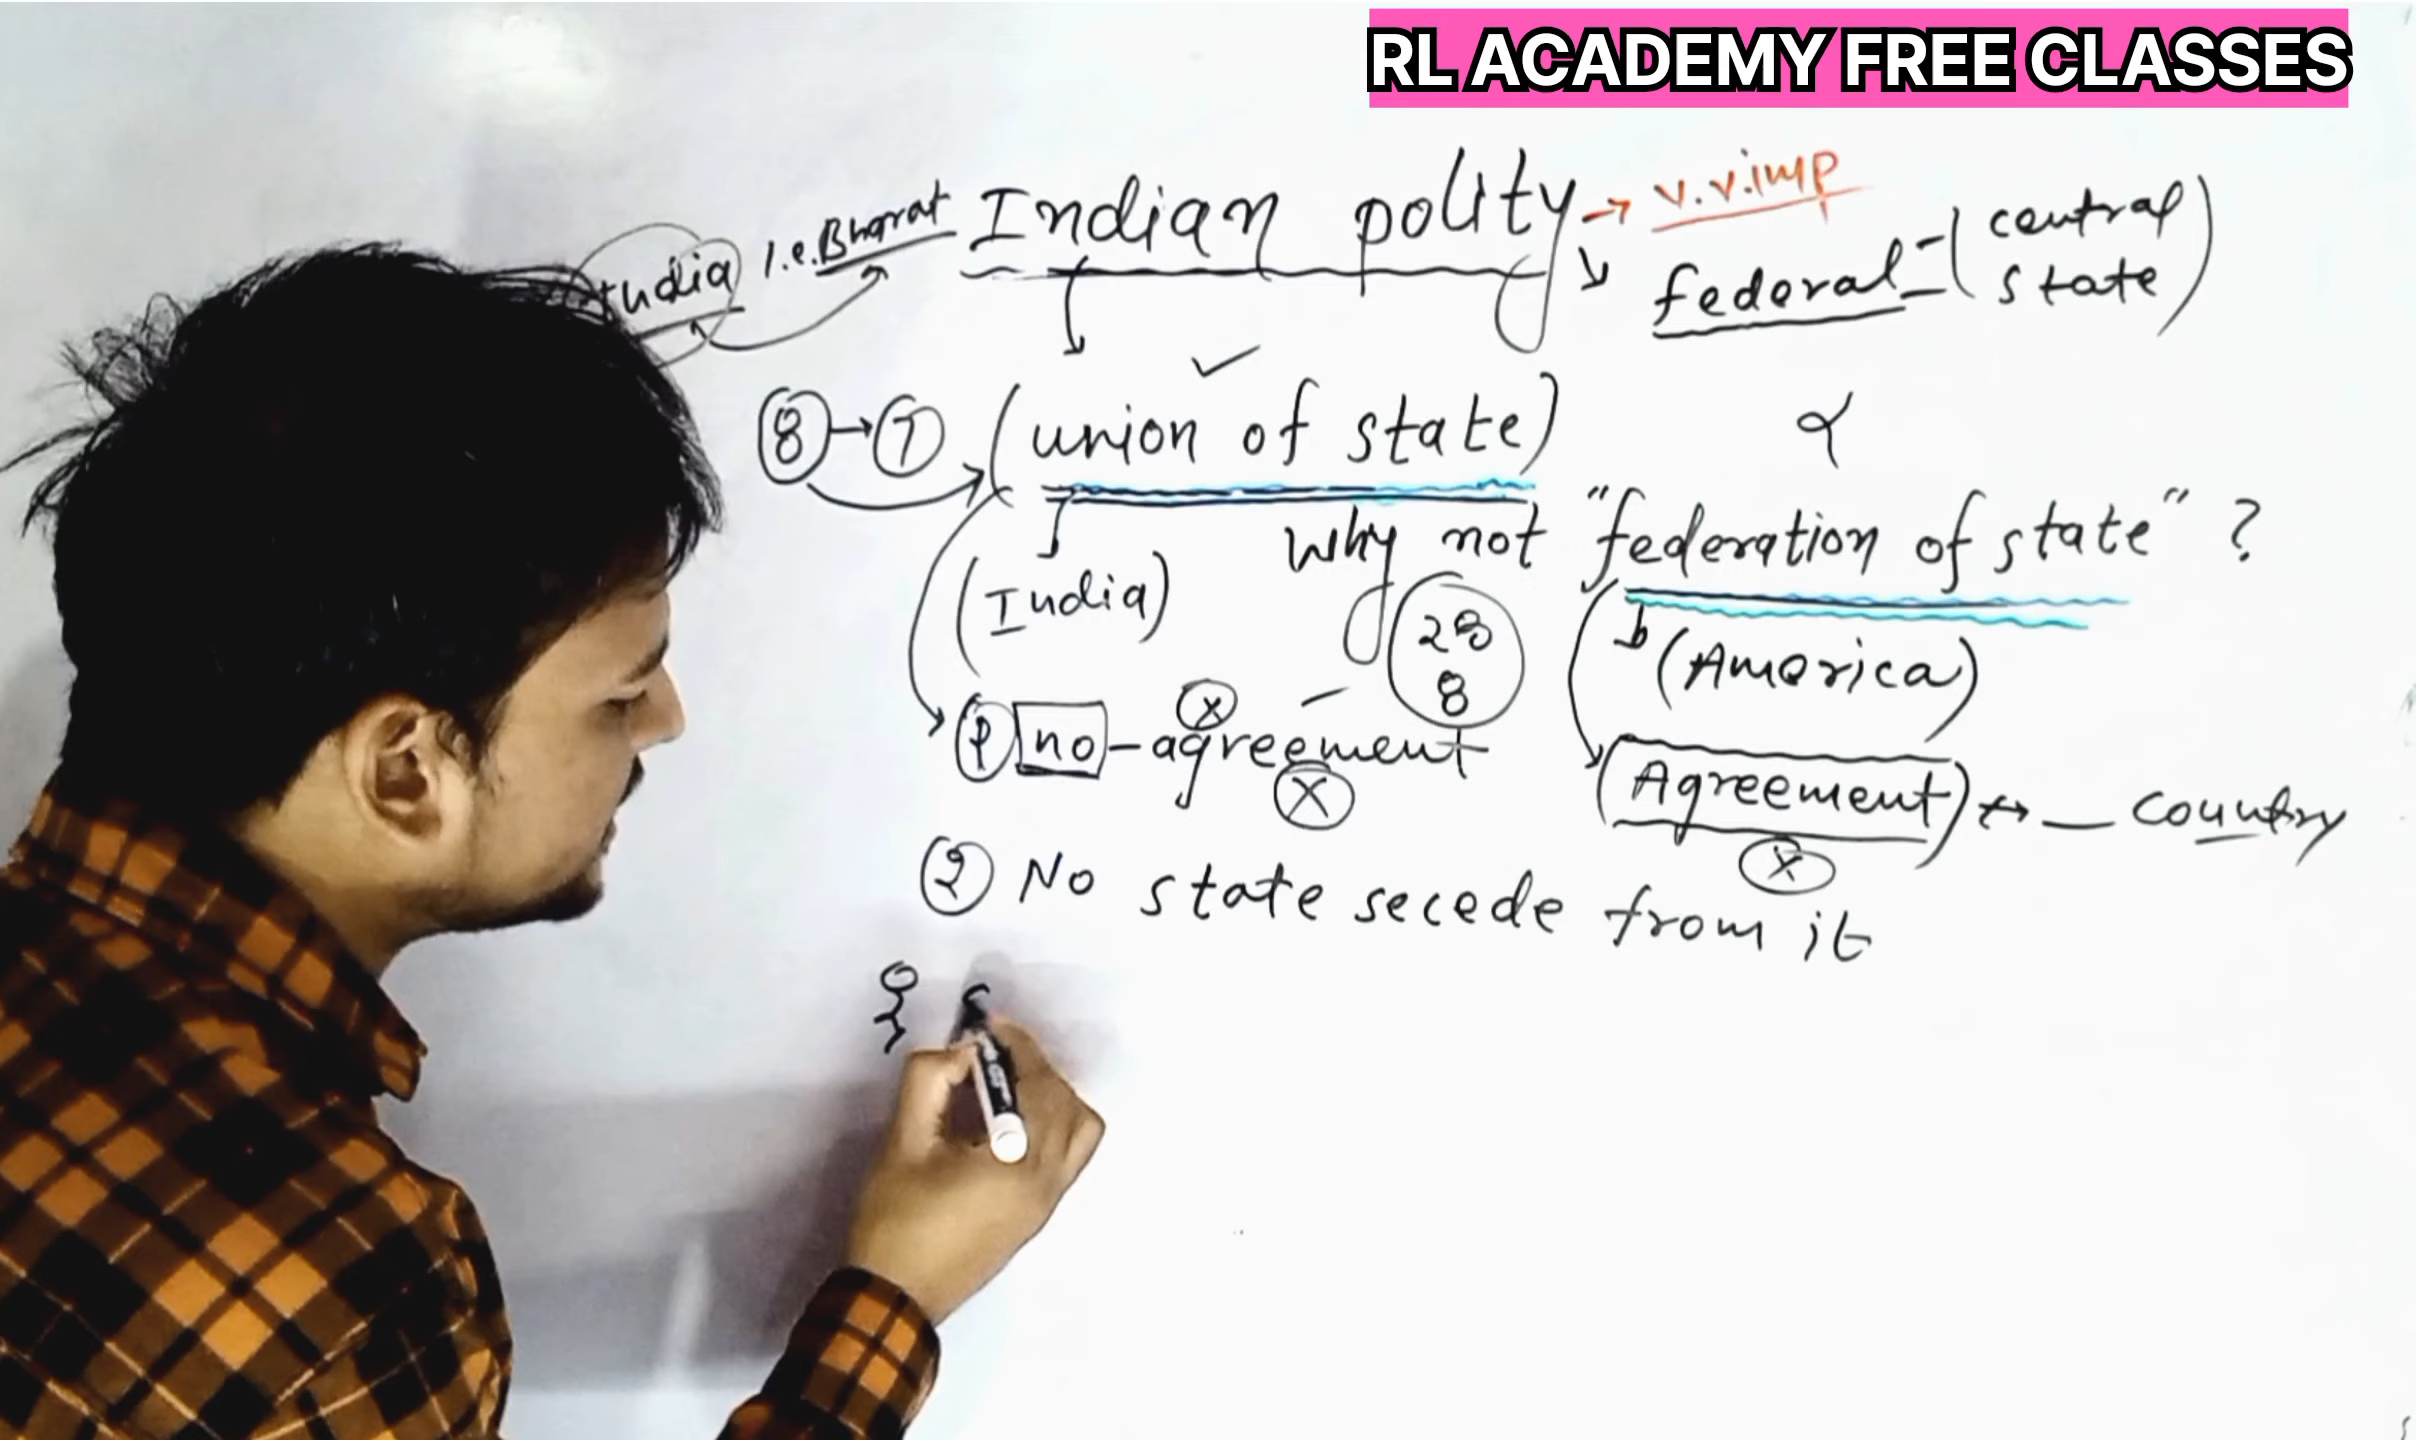 RL ACADEMY FREE CLASSES
India i.e. Bharat Indian polity → v.v.imp
federal = (central
state)
8 → 7 (union of state)
Why not "federation of state" ?
(India)
28
8
(America)
1 no - agreement
(Agreement) ↔ — country
2 No state secede from it